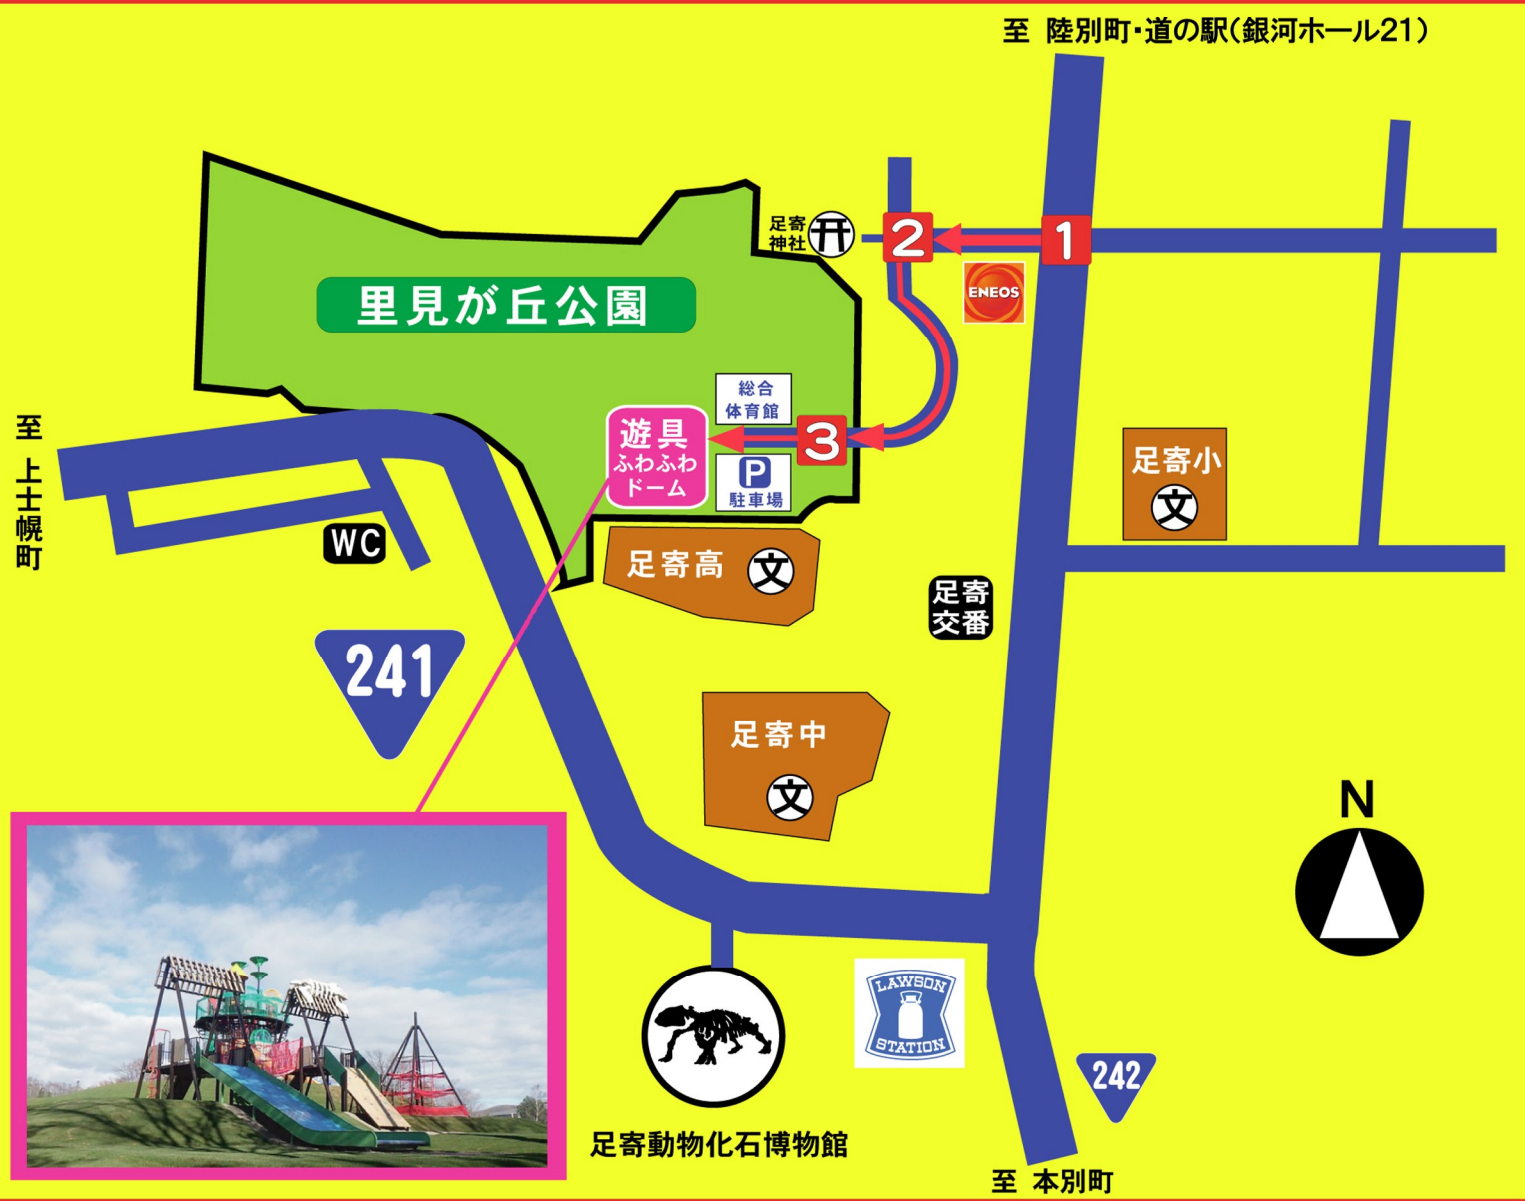 至 陸別町・道の駅（銀河ホール21）
足寄
神社
2
1
ENEOS
里見が丘公園
総合
体育館
遊具
ふわふわ
ドーム
3
P
駐車場
至 上士幌町
足寄小
文
WC
足寄高
文
足寄
交番
241
足寄中
文
N
LAWSON
STATION
242
足寄動物化石博物館
至 本別町